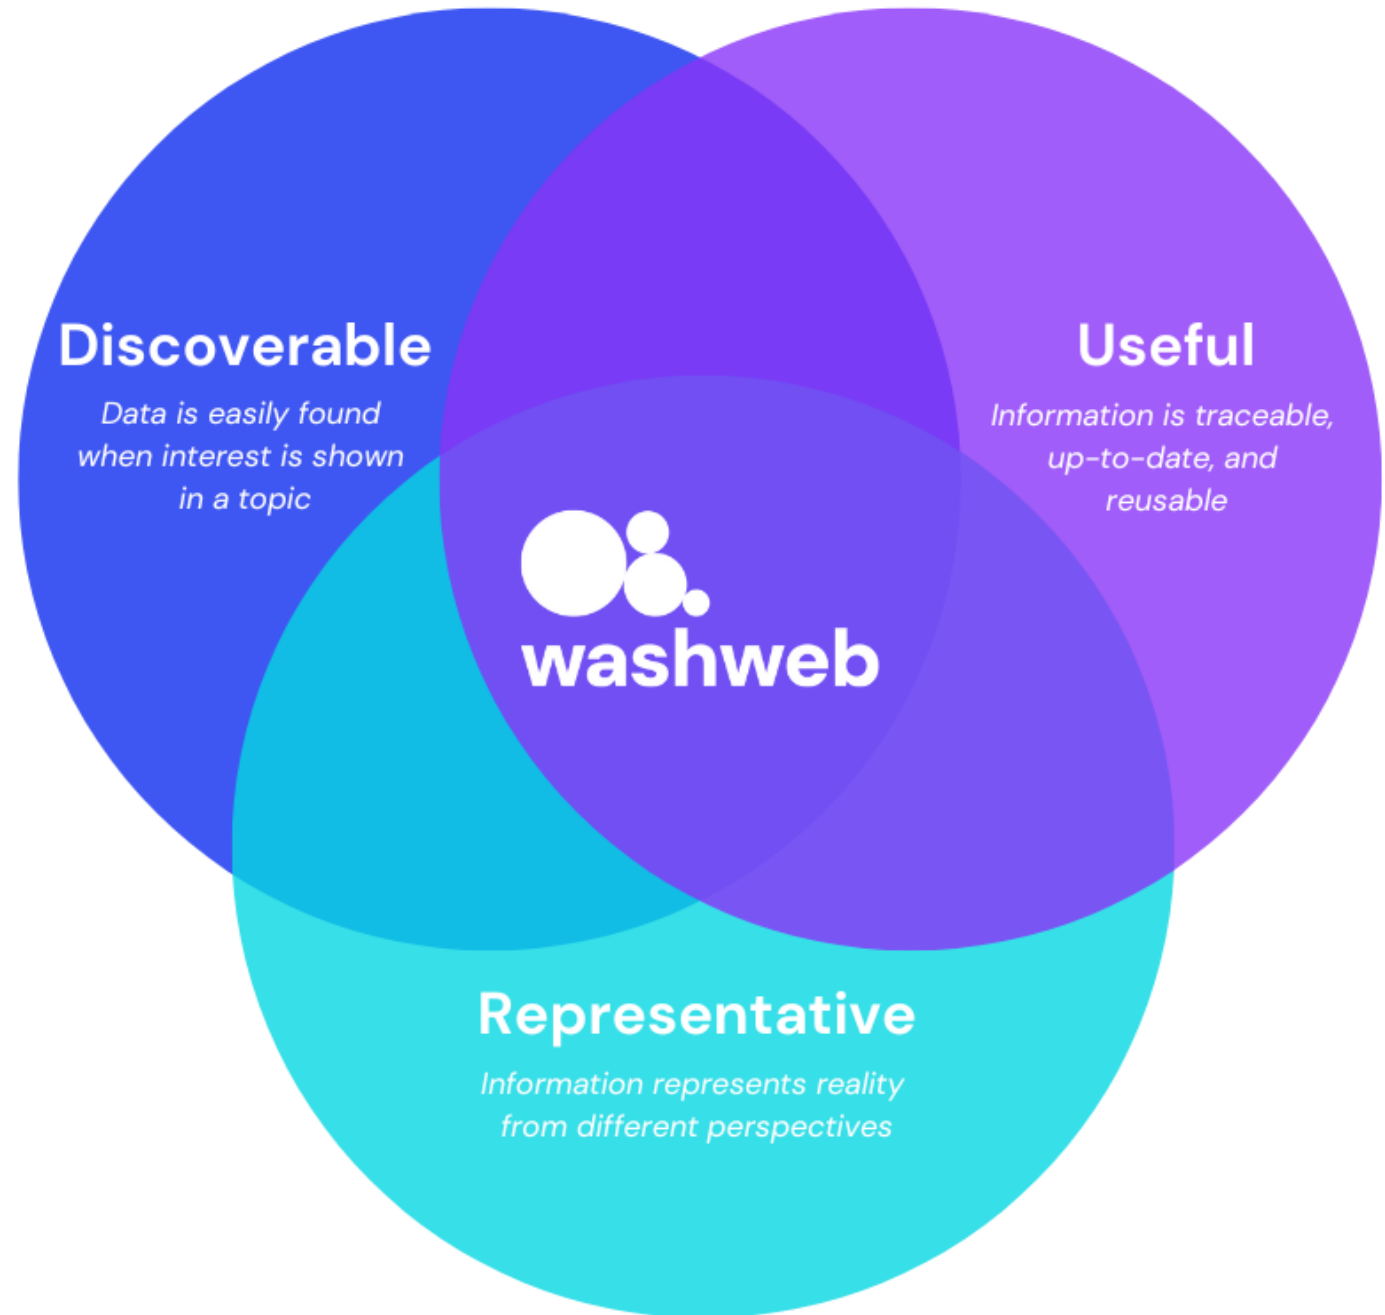 Discoverable
Data is easily found
when interest is shown
in a topic
Useful
Information is traceable,
up-to-date, and
reusable
washweb
Representative
Information represents reality
from different perspectives